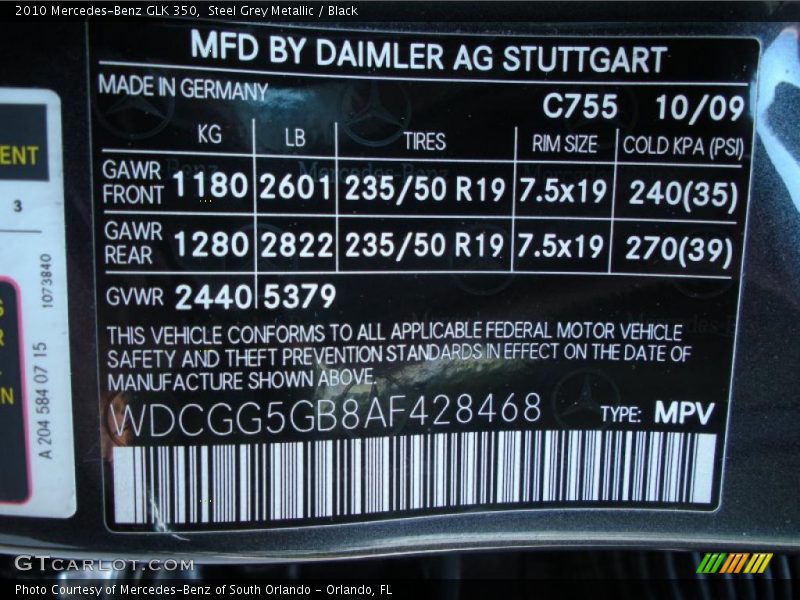 2010 Mercedes-Benz GLK 350,  Steel Grey Metallic / Black
MFD BY DAIMLER AG STUTTGART
MADE IN GERMANY
C755 10/09
KG LB TIRES RIM SIZE COLD KPA (PSI)
GAWR FRONT 1180 2601 235/50 R19 7.5x19 240(35)
GAWR REAR 1280 2822 235/50 R19 7.5x19 270(39)
GVWR 2440 5379
THIS VEHICLE CONFORMS TO ALL APPLICABLE FEDERAL MOTOR VEHICLE
SAFETY AND THEFT PREVENTION STANDARDS IN EFFECT ON THE DATE OF
MANUFACTURE SHOWN ABOVE.
WDCGG5GB8AF428468 TYPE: MPV
ENT
3
1073840
A 204 584 07 15
GTCARLOT.COM
Photo Courtesy of Mercedes-Benz of South Orlando - Orlando, FL